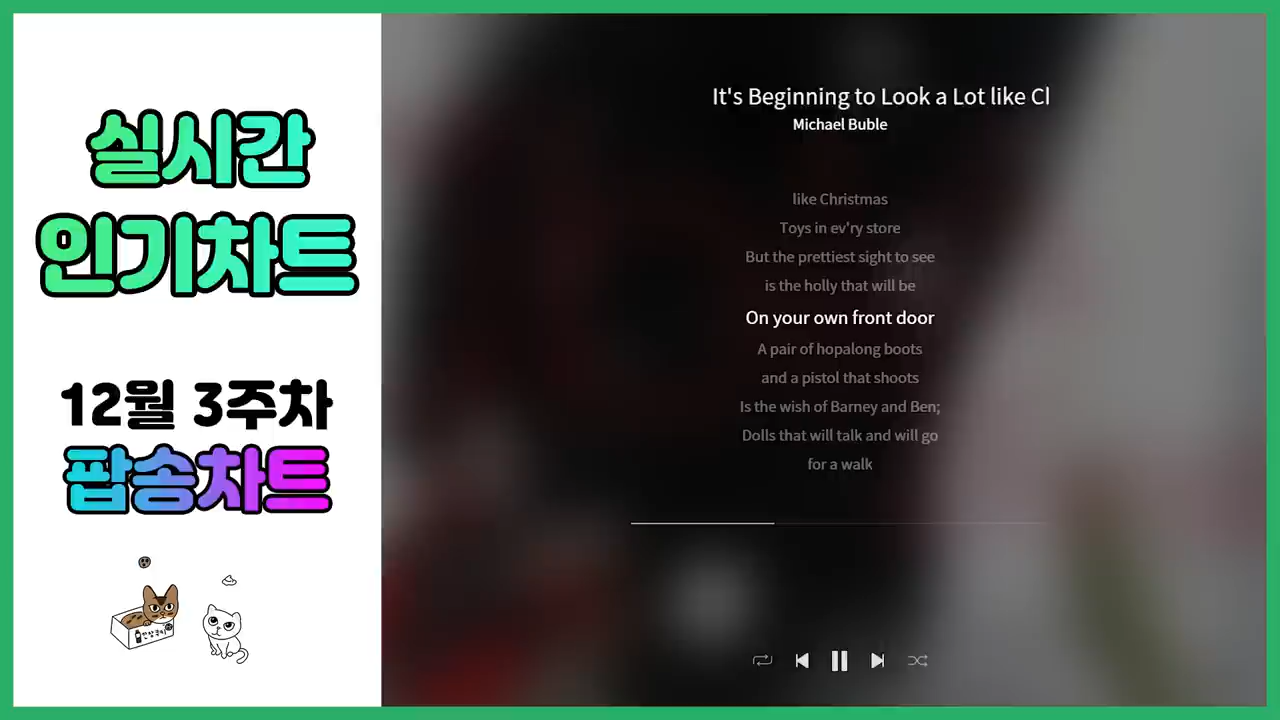 실시간
인기차트
12월 3주차
팝송차트
It's Beginning to Look a Lot like Cl
Michael Buble
like Christmas
Toys in ev'ry store
But the prettiest sight to see
is the holly that will be
On your own front door
A pair of hopalong boots
and a pistol that shoots
Is the wish of Barney and Ben;
Dolls that will talk and will go
for a walk